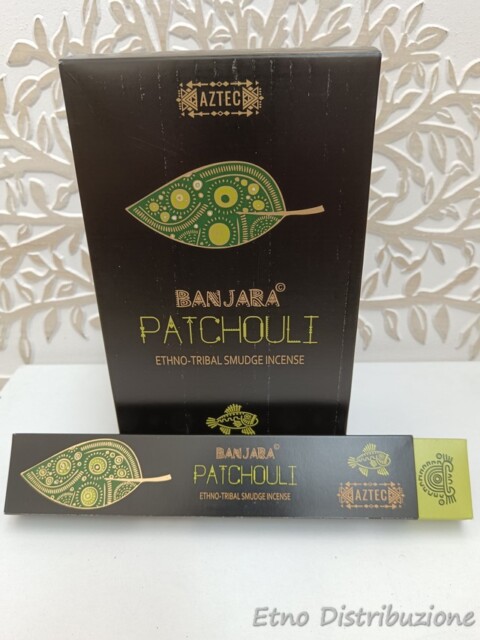 AZTEC
BANJARA©
PATCHOULI
ETHNO-TRIBAL SMUDGE INCENSE
BANJARA©
PATCHOULI
ETHNO-TRIBAL SMUDGE INCENSE
AZTEC
Etno Distribuzione